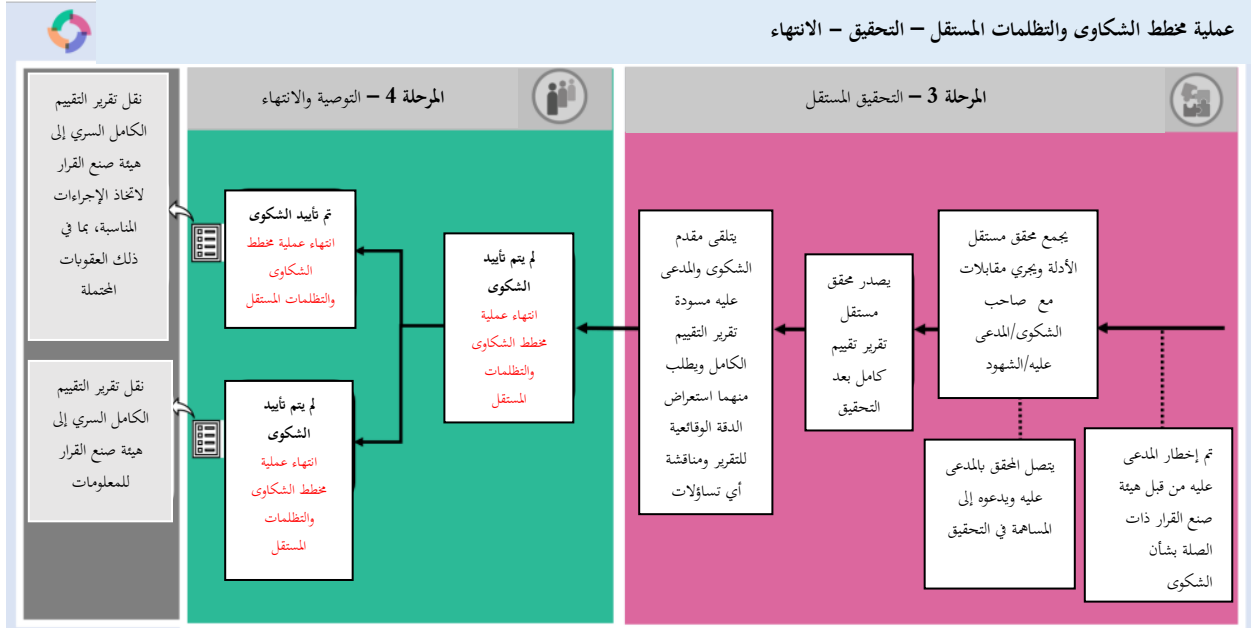 عملية مخطط الشكاوى والتظلمات المستقل – التحقيق – الانتهاء
المرحلة 3 – التحقيق المستقل
تم إخطار المدعى
عليه من قبل هيئة
صنع القرار ذات
الصلة بشأن
الشكوى
يجمع محقق مستقل
الأدلة ويجري مقابلات
مع صاحب
الشكوى/المدعى
عليه/الشهود
يتصل المحقق بالمدعى
عليه ويدعوه إلى
المساهمة في التحقيق
يصدر محقق
مستقل
تقرير تقييم
كامل بعد
التحقيق
يتلقى مقدم
الشكوى والمدعى
عليه مسودة
تقرير التقييم
الكامل ويطلب
منهما استعراض
الدقة الوقائعية
للتقرير ومناقشة
أي تساؤلات
المرحلة 4 – التوصية والانتهاء
لم يتم تأييد
الشكوى
انتهاء عملية
مخطط الشكاوى
والتظلمات
المستقل
تم تأييد الشكوى
انتهاء عملية مخطط
الشكاوى
والتظلمات المستقل
لم يتم تأييد
الشكوى
انتهاء عملية
مخطط الشكاوى
والتظلمات
المستقل
نقل تقرير التقييم
الكامل السري إلى
هيئة صنع القرار
لاتخاذ الإجراءات
المناسبة، بما في
ذلك العقوبات
المحتملة
نقل تقرير التقييم
الكامل السري إلى
هيئة صنع القرار
للمعلومات